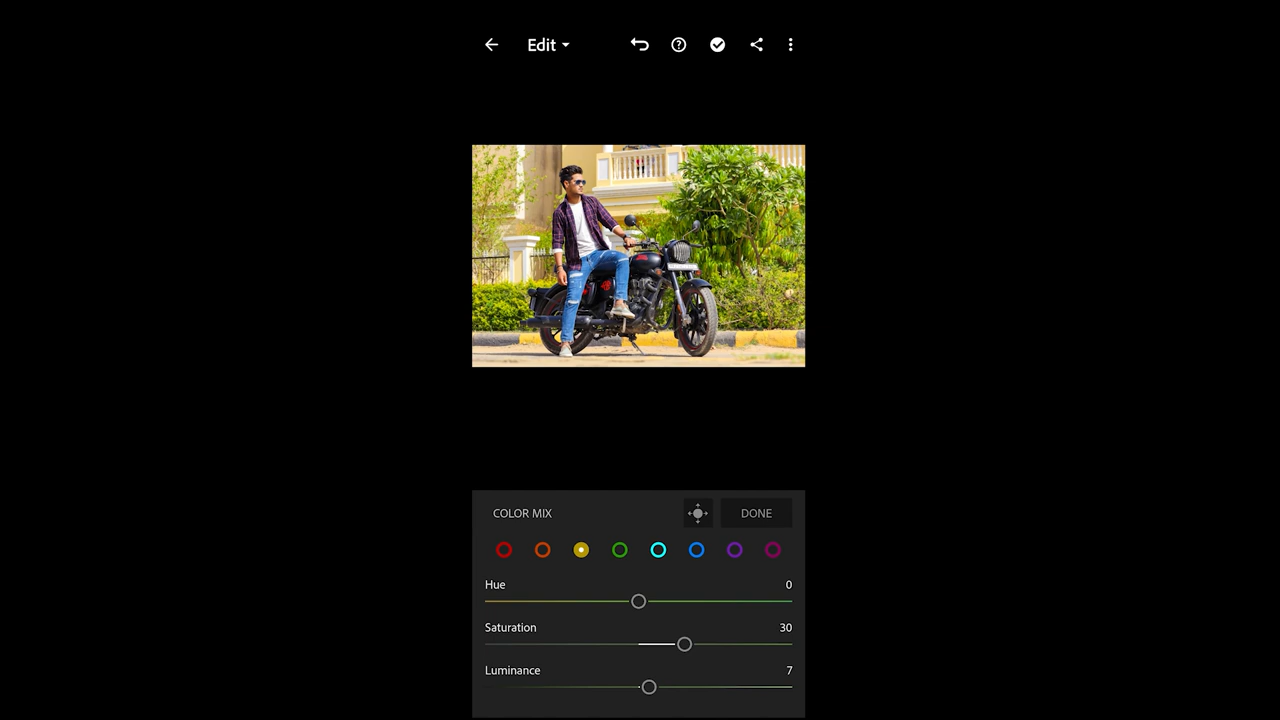 Edit
COLOR MIX
DONE
Hue 0
Saturation 30
Luminance 7